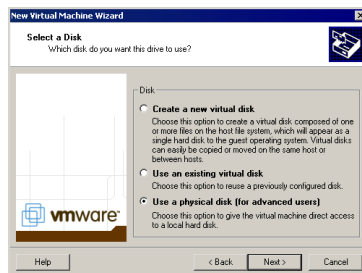 New Virtual Machine Wizard
Select a Disk
Which disk do you want this drive to use?
Disk
Create a new virtual disk
Choose this option to create a virtual disk composed of one
or more files on the host file system, which will appear as a
single hard disk to the guest operating system. Virtual disks
can easily be copied or moved on the same host or
between hosts.
Use an existing virtual disk
Choose this option to reuse a previously configured disk.
Use a physical disk (for advanced users)
Choose this option to give the virtual machine direct access
to a local hard disk.
vmware
Help
< Back
Next >
Cancel